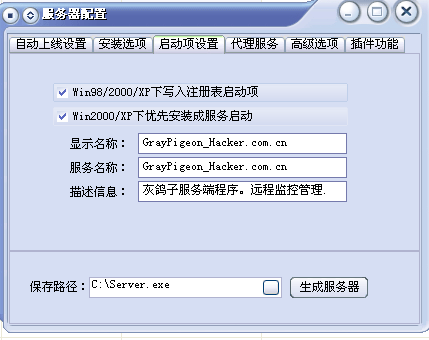 服务器配置
自动上线设置 安装选项 启动项设置 代理服务 高级选项 插件功能
Win98/2000/XP下写入注册表启动项
Win2000/XP下优先安装成服务启动
显示名称： GrayPigeon_Hacker.com.cn
服务名称： GrayPigeon_Hacker.com.cn
描述信息： 灰鸽子服务端程序。远程监控管理.
保存路径： C:\Server.exe 生成服务器